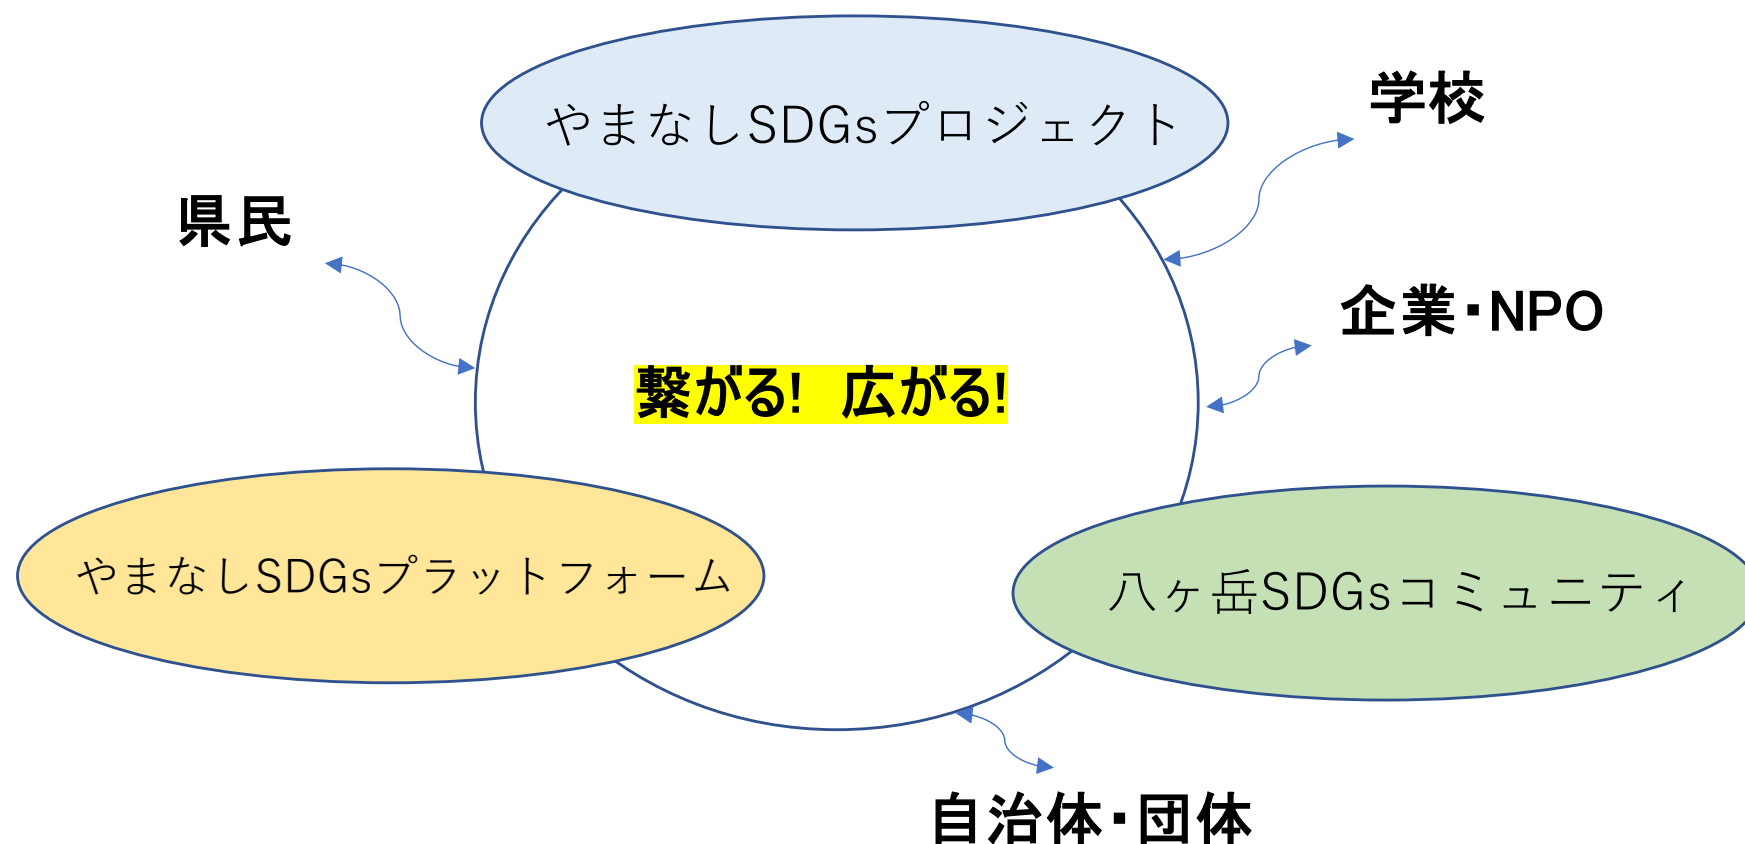 やまなしSDGsプロジェクト
学校
県民
企業・NPO
繋がる!　広がる!
やまなしSDGsプラットフォーム
八ヶ岳SDGsコミュニティ
自治体・団体